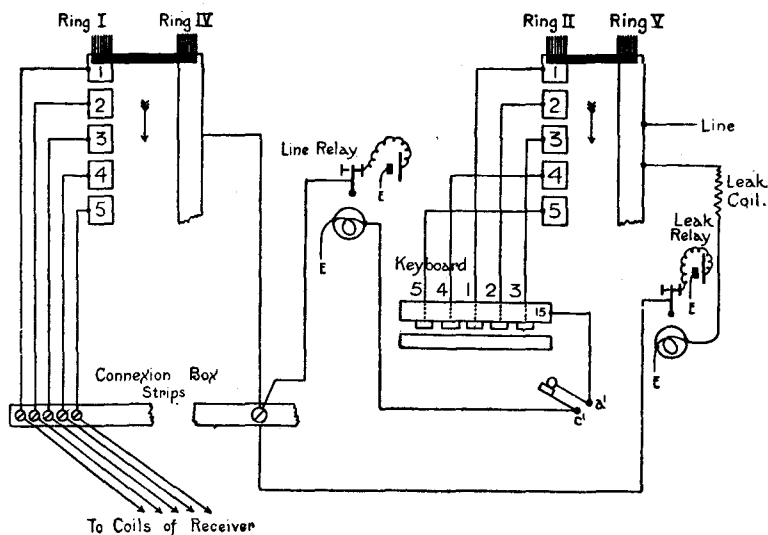 Ring I Ring IV
Ring II Ring V
1
2
3
4
5
1
2
3
4
5
Line Relay
E
E
Line
Leak
Coil.
Leak
Relay
E
E
Keyboard
5 4 1 2 3
15
a'
c'
Connexion Box
Strips
To Coils of Receiver